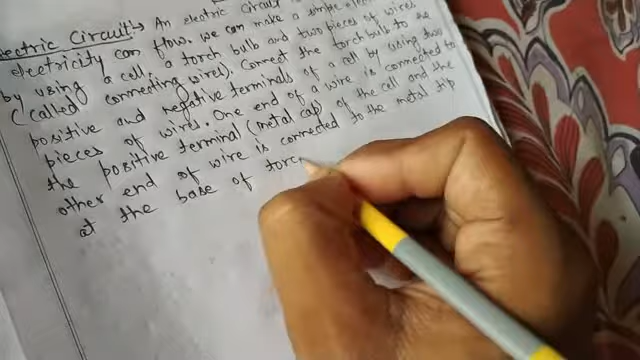 Electric Circuit:→ An electric circuit
electricity can flow. We can make a simple elec
by using a cell, a torch bulb and two pieces of wires
(called connecting wires). Connect the torch bulb to the
positive and negative terminals of a cell by using two
pieces of wires. One end of a wire is connected to
the positive terminal (metal cap) of the cell and the
other end of wire is connected to the metal tip
at the base of torc